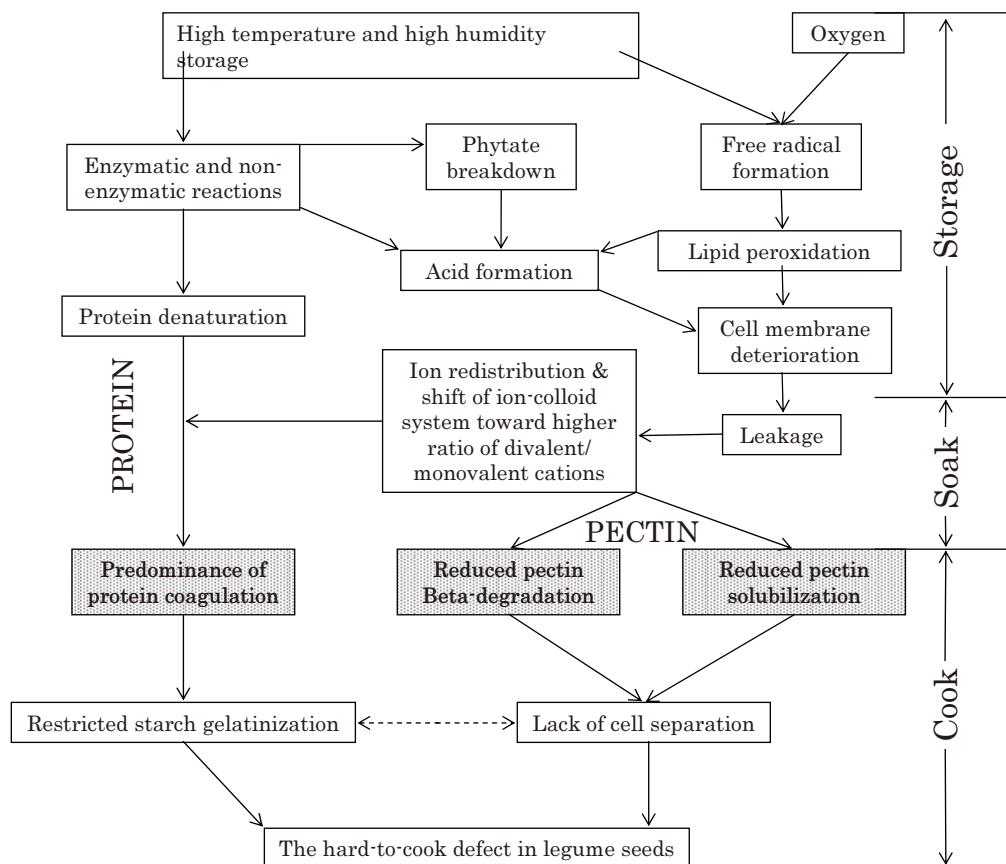 High temperature and high humidity
storage
Oxygen
Enzymatic and non-
enzymatic reactions
Phytate
breakdown
Free radical
formation
Storage
Acid formation
Lipid peroxidation
Protein denaturation
Cell membrane
deterioration
PROTEIN
Ion redistribution &
shift of ion-colloid
system toward higher
ratio of divalent/
monovalent cations
Leakage
Soak
PECTIN
Predominance of
protein coagulation
Reduced pectin
Beta-degradation
Reduced pectin
solubilization
Cook
Restricted starch gelatinization
Lack of cell separation
The hard-to-cook defect in legume seeds